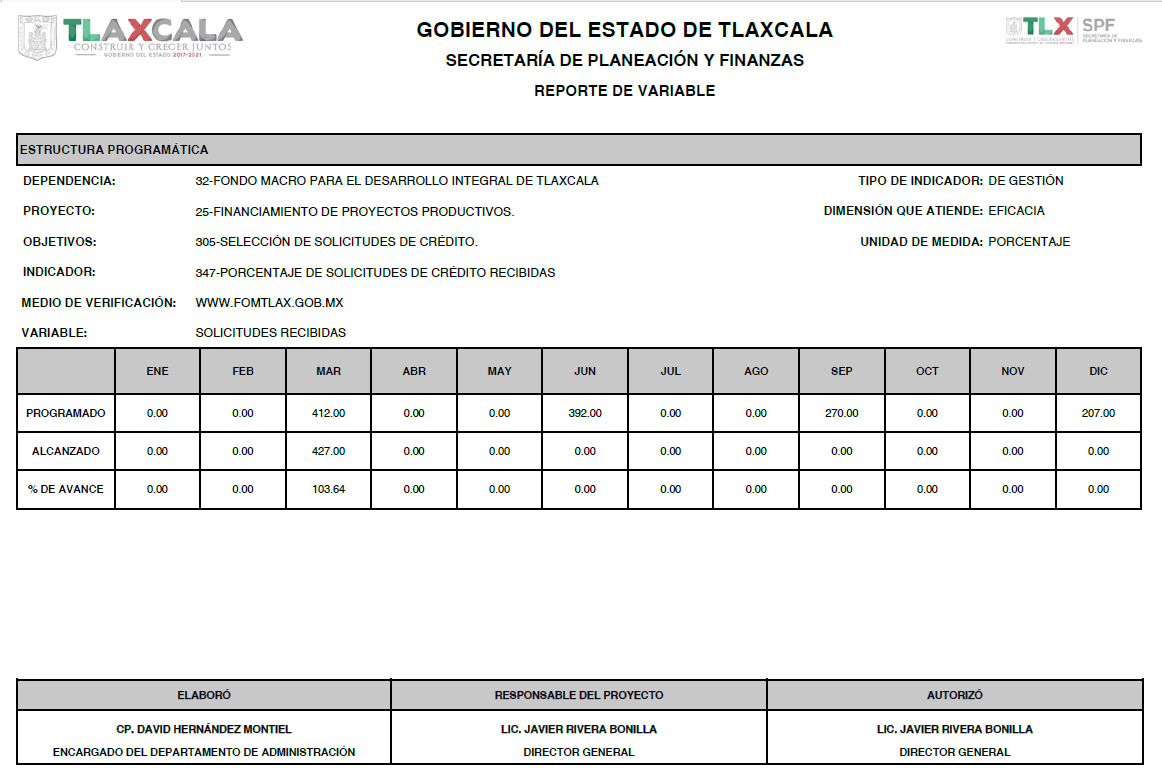 TLAXCALA
CONSTRUIR Y CRECER JUNTOS
GOBIERNO DEL ESTADO 2017-2021
GOBIERNO DEL ESTADO DE TLAXCALA
SECRETARÍA DE PLANEACIÓN Y FINANZAS
REPORTE DE VARIABLE
TLX SPF
SECRETARÍA DE
PLANEACIÓN Y FINANZAS
ESTRUCTURA PROGRAMÁTICA
DEPENDENCIA: 32-FONDO MACRO PARA EL DESARROLLO INTEGRAL DE TLAXCALA TIPO DE INDICADOR: DE GESTIÓN
PROYECTO: 25-FINANCIAMIENTO DE PROYECTOS PRODUCTIVOS. DIMENSIÓN QUE ATIENDE: EFICACIA
OBJETIVOS: 305-SELECCIÓN DE SOLICITUDES DE CRÉDITO. UNIDAD DE MEDIDA: PORCENTAJE
INDICADOR: 347-PORCENTAJE DE SOLICITUDES DE CRÉDITO RECIBIDAS
MEDIO DE VERIFICACIÓN: WWW.FOMTLAX.GOB.MX
VARIABLE: SOLICITUDES RECIBIDAS
ENE FEB MAR ABR MAY JUN JUL AGO SEP OCT NOV DIC
PROGRAMADO 0.00 0.00 412.00 0.00 0.00 392.00 0.00 0.00 270.00 0.00 0.00 207.00
ALCANZADO 0.00 0.00 427.00 0.00 0.00 0.00 0.00 0.00 0.00 0.00 0.00 0.00
% DE AVANCE 0.00 0.00 103.64 0.00 0.00 0.00 0.00 0.00 0.00 0.00 0.00 0.00
ELABORÓ RESPONSABLE DEL PROYECTO AUTORIZÓ
CP. DAVID HERNÁNDEZ MONTIEL LIC. JAVIER RIVERA BONILLA LIC. JAVIER RIVERA BONILLA
ENCARGADO DEL DEPARTAMENTO DE ADMINISTRACIÓN DIRECTOR GENERAL DIRECTOR GENERAL